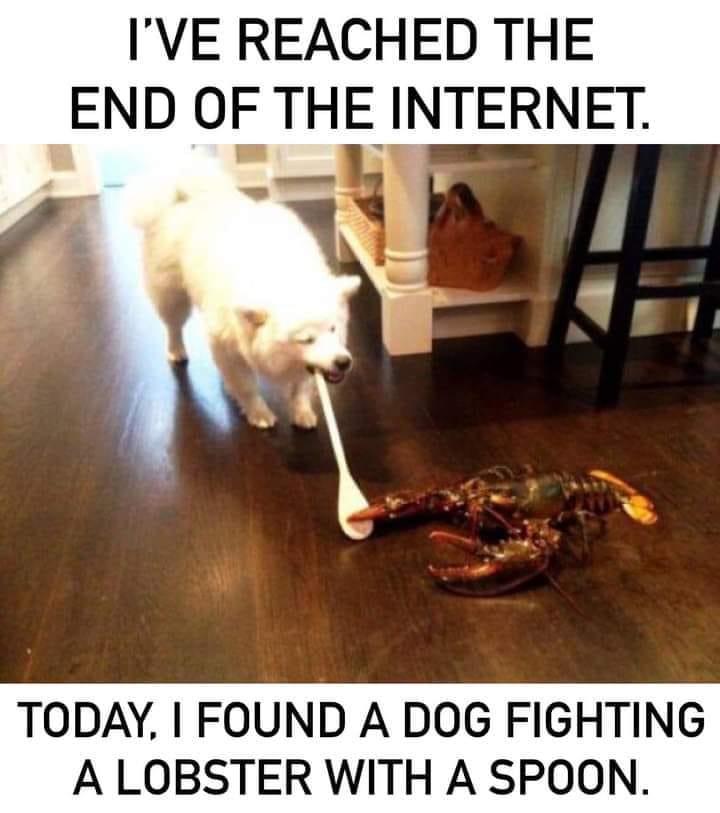 I'VE REACHED THE
END OF THE INTERNET.
TODAY, I FOUND A DOG FIGHTING
A LOBSTER WITH A SPOON.